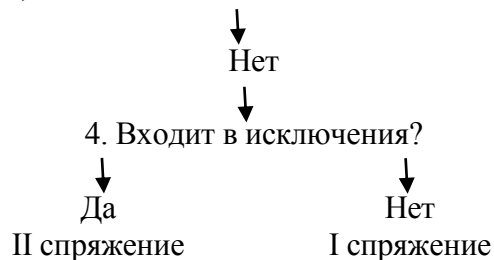 Нет
4. Входит в исключения?
Да Нет
II спряжение I спряжение